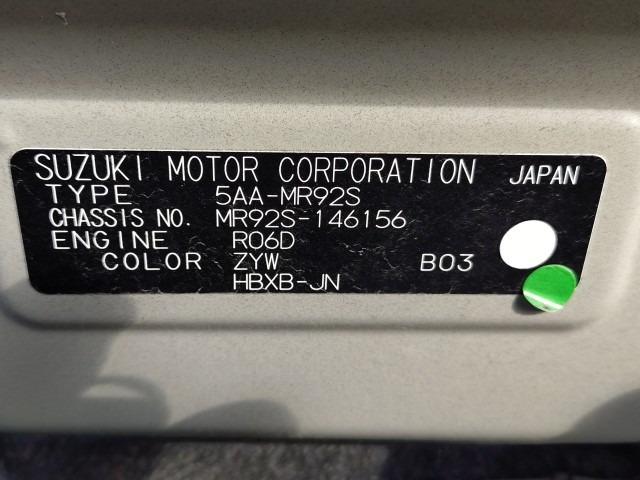 SUZUKI MOTOR CORPORATION JAPAN
TYPE 5AA-MR92S
CHASSIS NO. MR92S-146156
ENGINE R06D
COLOR ZYW B03
HBXB-JN